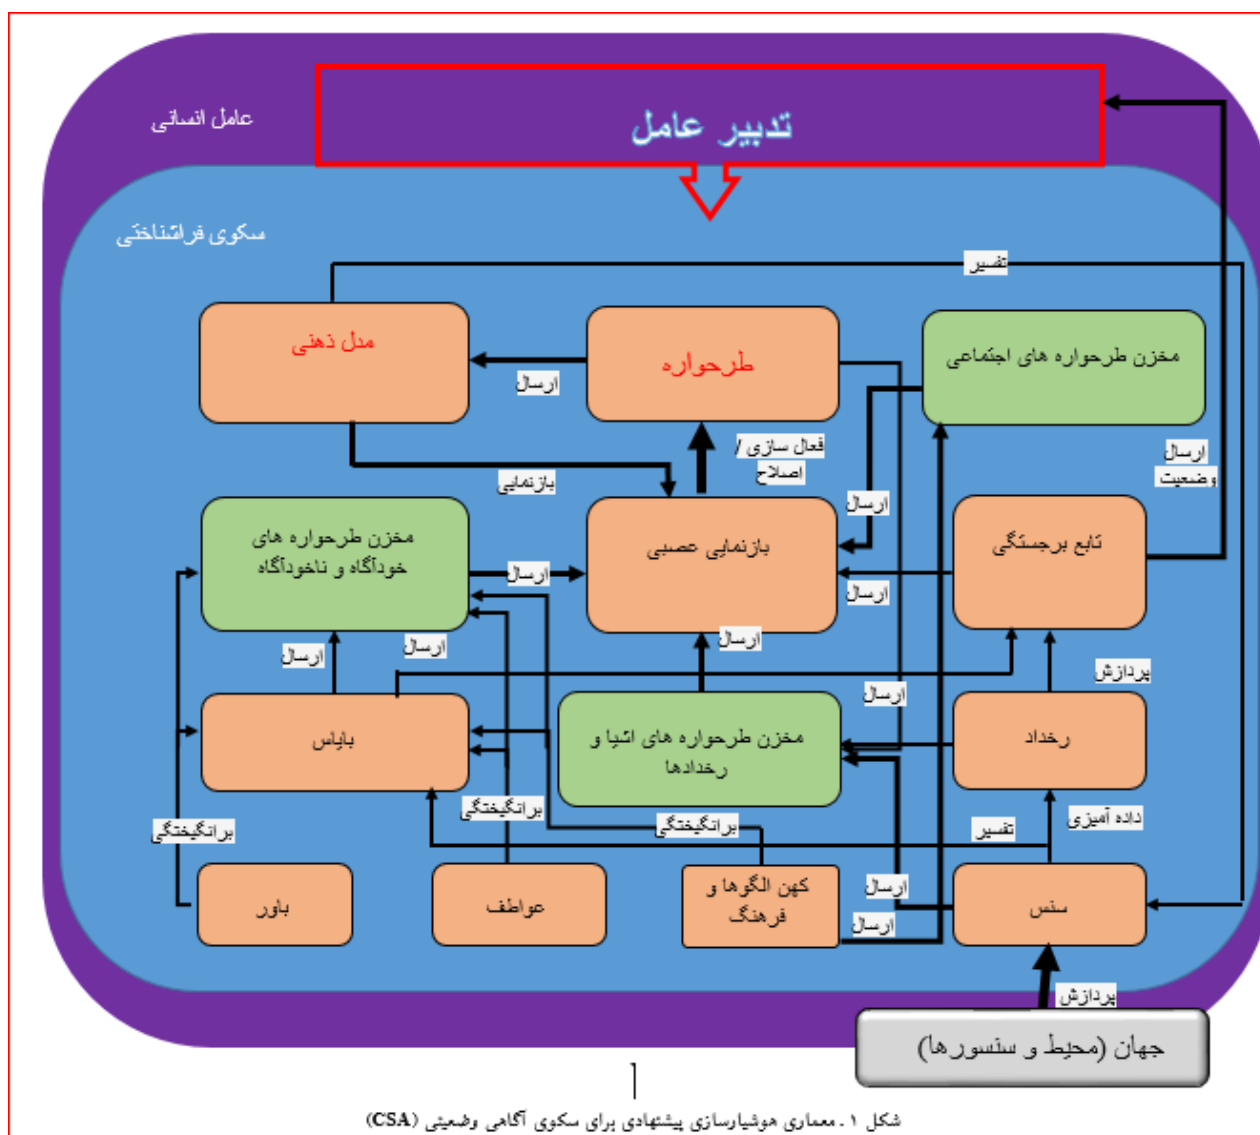 عامل انسانی
تدبیر عامل
سکوی فراشناختی
تفسیر
مدل ذهنی
ارسال
طرحواره
مخزن طرحواره های اجتماعی
فعال سازی /
اصلاح
ارسال
وضعیت
بازنمایی
ارسال
مخزن طرحواره های
خودآگاه و ناخودآگاه
ارسال
بازنمایی عصبی
ارسال
تابع برجستگی
ارسال
ارسال
ارسال
پردازش
ارسال
بایاس
مخزن طرحواره های اشیا و
رخدادها
رخداد
برانگیختگی
برانگیختگی
برانگیختگی
تفسیر
داده آمیزی
باور
عواطف
کهن الگوها و
فرهنگ
ارسال
ارسال
سنس
پردازش
جهان (محیط و سنسورها)
شکل ۱ . معماری هوشیارسازی پیشنهادی برای سکوی آگاهی وضعیتی (CSA)